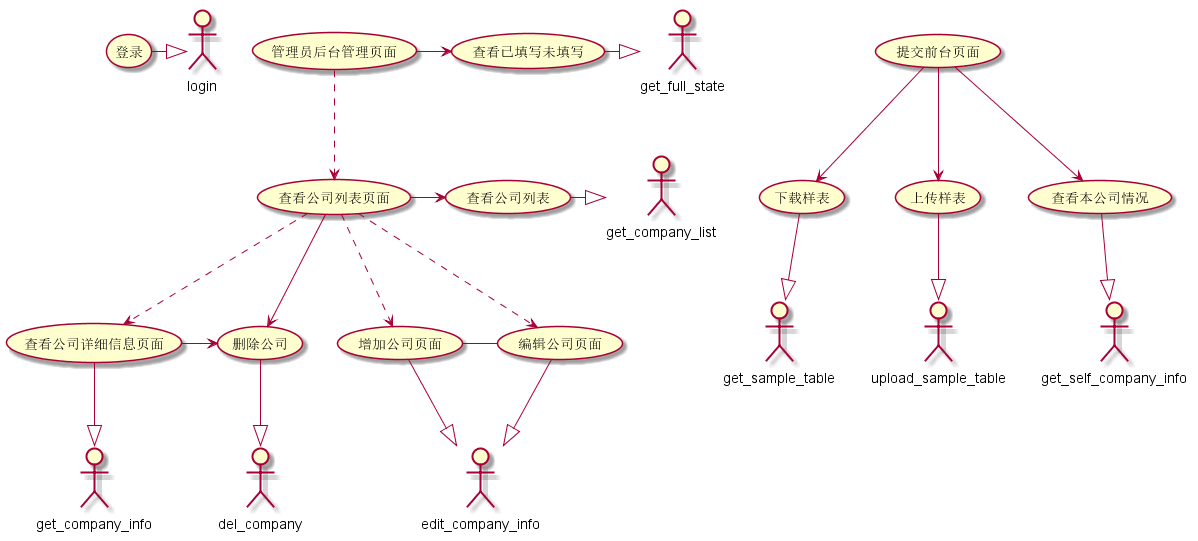 登录
管理员后台管理页面
查看已填写未填写
提交前台页面
login
get_full_state
查看公司列表页面
查看公司列表
下载样表
上传样表
查看本公司情况
get_company_list
查看公司详细信息页面
删除公司
增加公司页面
编辑公司页面
get_sample_table
upload_sample_table
get_self_company_info
get_company_info
del_company
edit_company_info